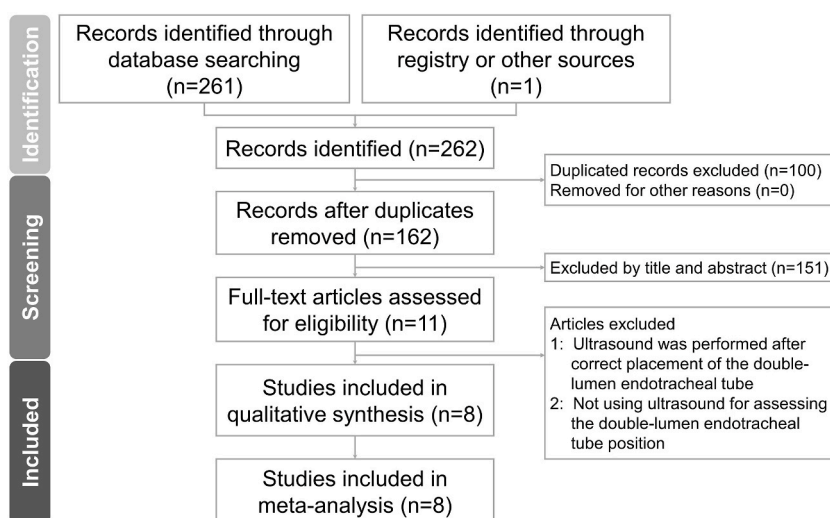 Identification
Records identified through
database searching
(n=261)
Records identified through
registry or other sources
(n=1)
Records identified (n=262)
Duplicated records excluded (n=100)
Removed for other reasons (n=0)
Screening
Records after duplicates
removed (n=162)
Excluded by title and abstract (n=151)
Full-text articles assessed
for eligibility (n=11)
Articles excluded
1: Ultrasound was performed after
correct placement of the double-
lumen endotracheal tube
2: Not using ultrasound for assessing
the double-lumen endotracheal
tube position
Included
Studies included in
qualitative synthesis (n=8)
Studies included in
meta-analysis (n=8)